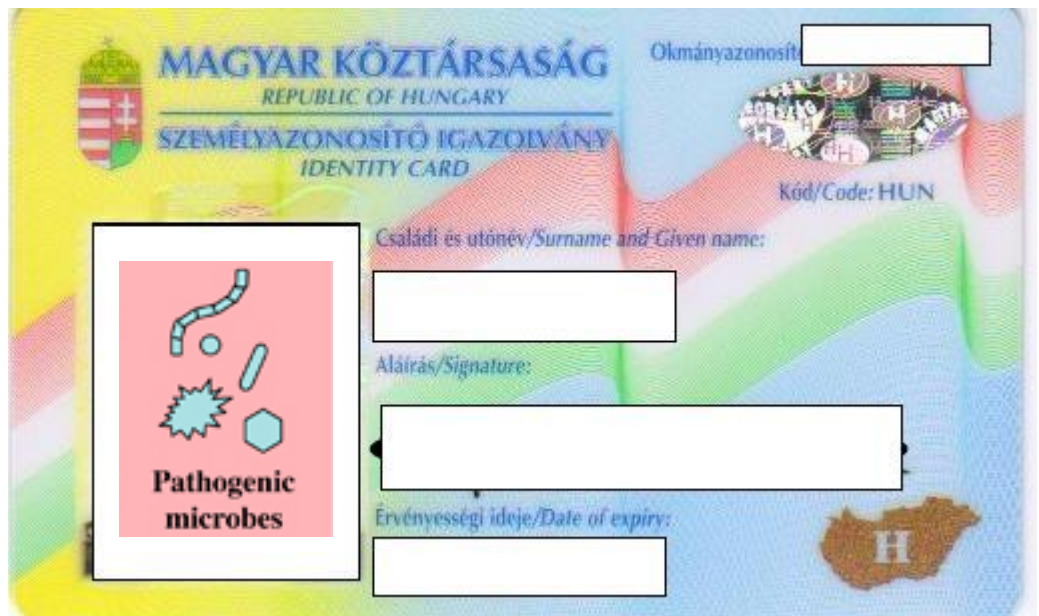 MAGYAR KÖZTÁRSASÁG
REPUBLIC OF HUNGARY
SZEMÉLYAZONOSÍTÓ IGAZOLVÁNY
IDENTITY CARD
Okmányazonosító
Kód/Code: HUN
Családi és utónév/Surname and Given name:
Aláírás/Signature:
Pathogenic
microbes
Érvényességi ideje/Date of expiry:
H